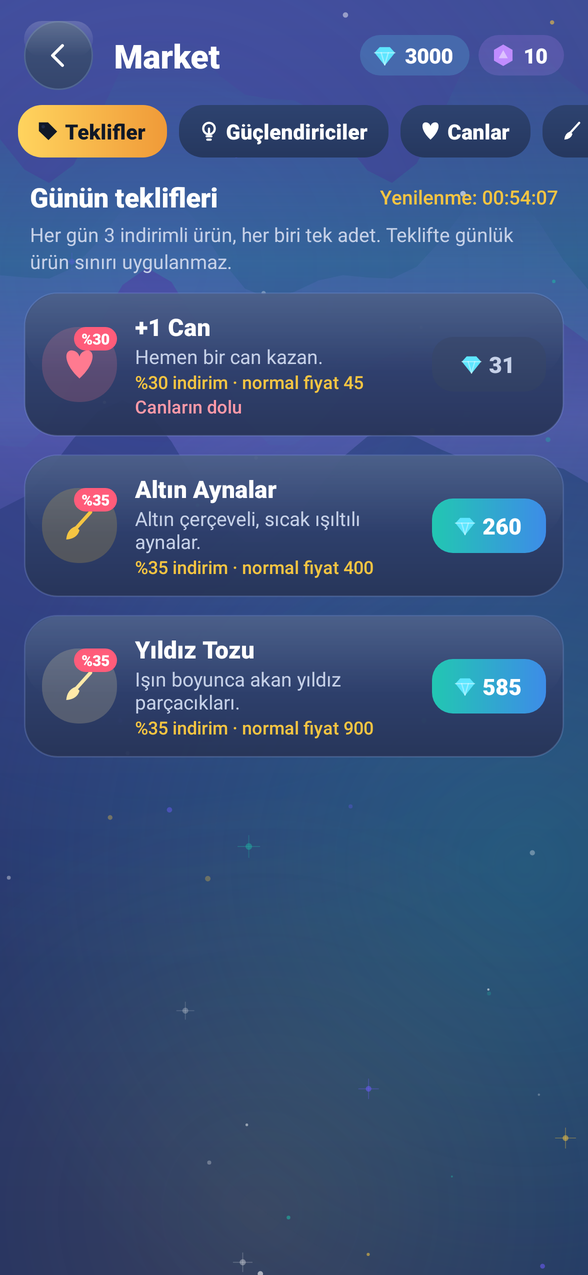 Market
3000
10
Teklifler
Güçlendiriciler
Canlar
Günün teklifleri
Yenilenme: 00:54:07
Her gün 3 indirimli ürün, her biri tek adet. Teklifte günlük
ürün sınırı uygulanmaz.
%30
+1 Can
Hemen bir can kazan.
%30 indirim · normal fiyat 45
Canların dolu
31
%35
Altın Aynalar
Altın çerçeveli, sıcak ışıltılı
aynalar.
%35 indirim · normal fiyat 400
260
%35
Yıldız Tozu
Işın boyunca akan yıldız
parçacıkları.
%35 indirim · normal fiyat 900
585